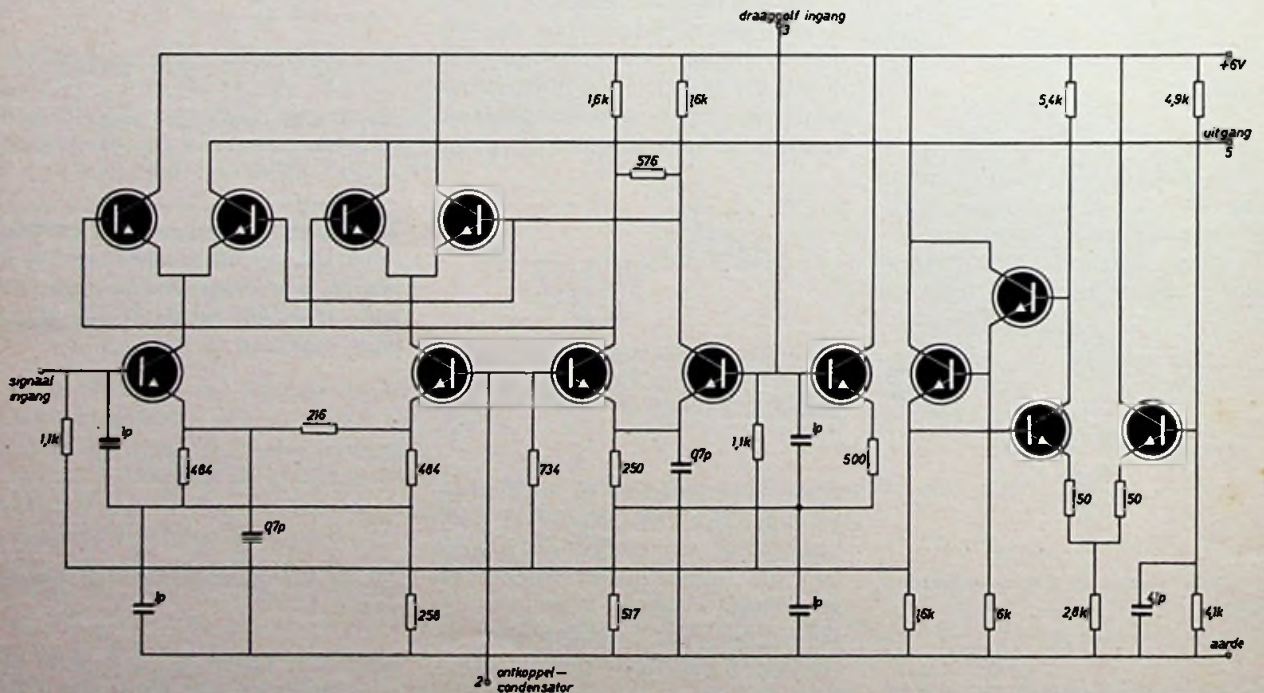 draaggolf ingang
3
+6V
1,6k
1,6k
5,4k
4,9k
uitgang
5
576
signaal
ingang
1,1k
1p
484
216
484
734
250
0,7p
1,1k
1p
500
50
50
0,7p
1p
258
517
1p
1,6k
6k
2,8k
4,1k
aarde
2
ontkoppel-
condensator